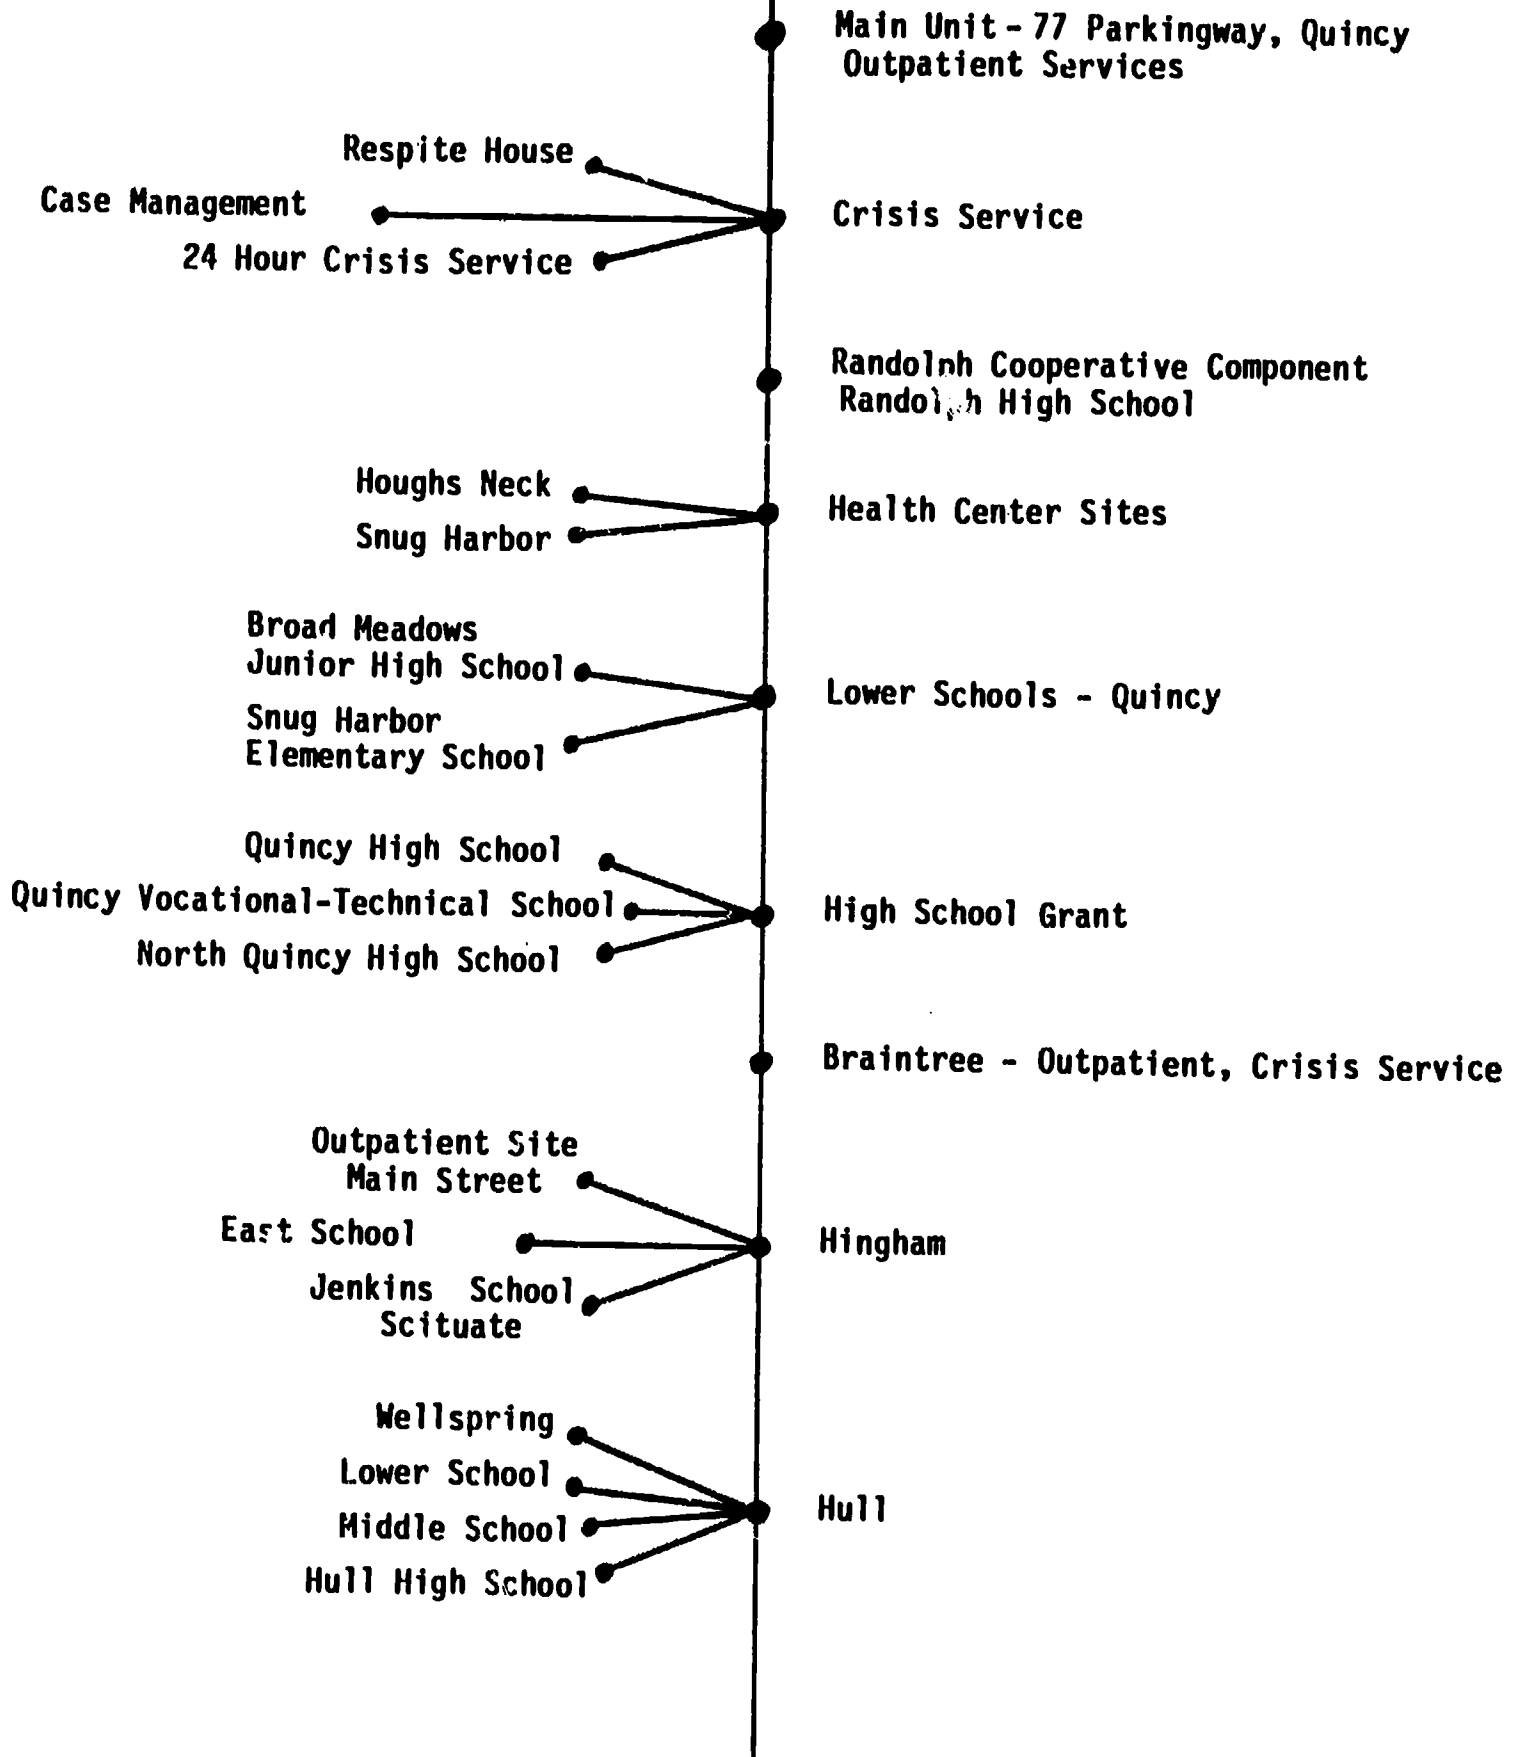 Main Unit - 77 Parkingway, Quincy
Outpatient Services
Respite House
Case Management
24 Hour Crisis Service
Crisis Service
Randolph Cooperative Component
Randolph High School
Houghs Neck
Snug Harbor
Health Center Sites
Broad Meadows
Junior High School
Snug Harbor
Elementary School
Lower Schools - Quincy
Quincy High School
Quincy Vocational-Technical School
North Quincy High School
High School Grant
Braintree - Outpatient, Crisis Service
Outpatient Site
Main Street
East School
Jenkins School
Scituate
Hingham
Wellspring
Lower School
Middle School
Hull High School
Hull